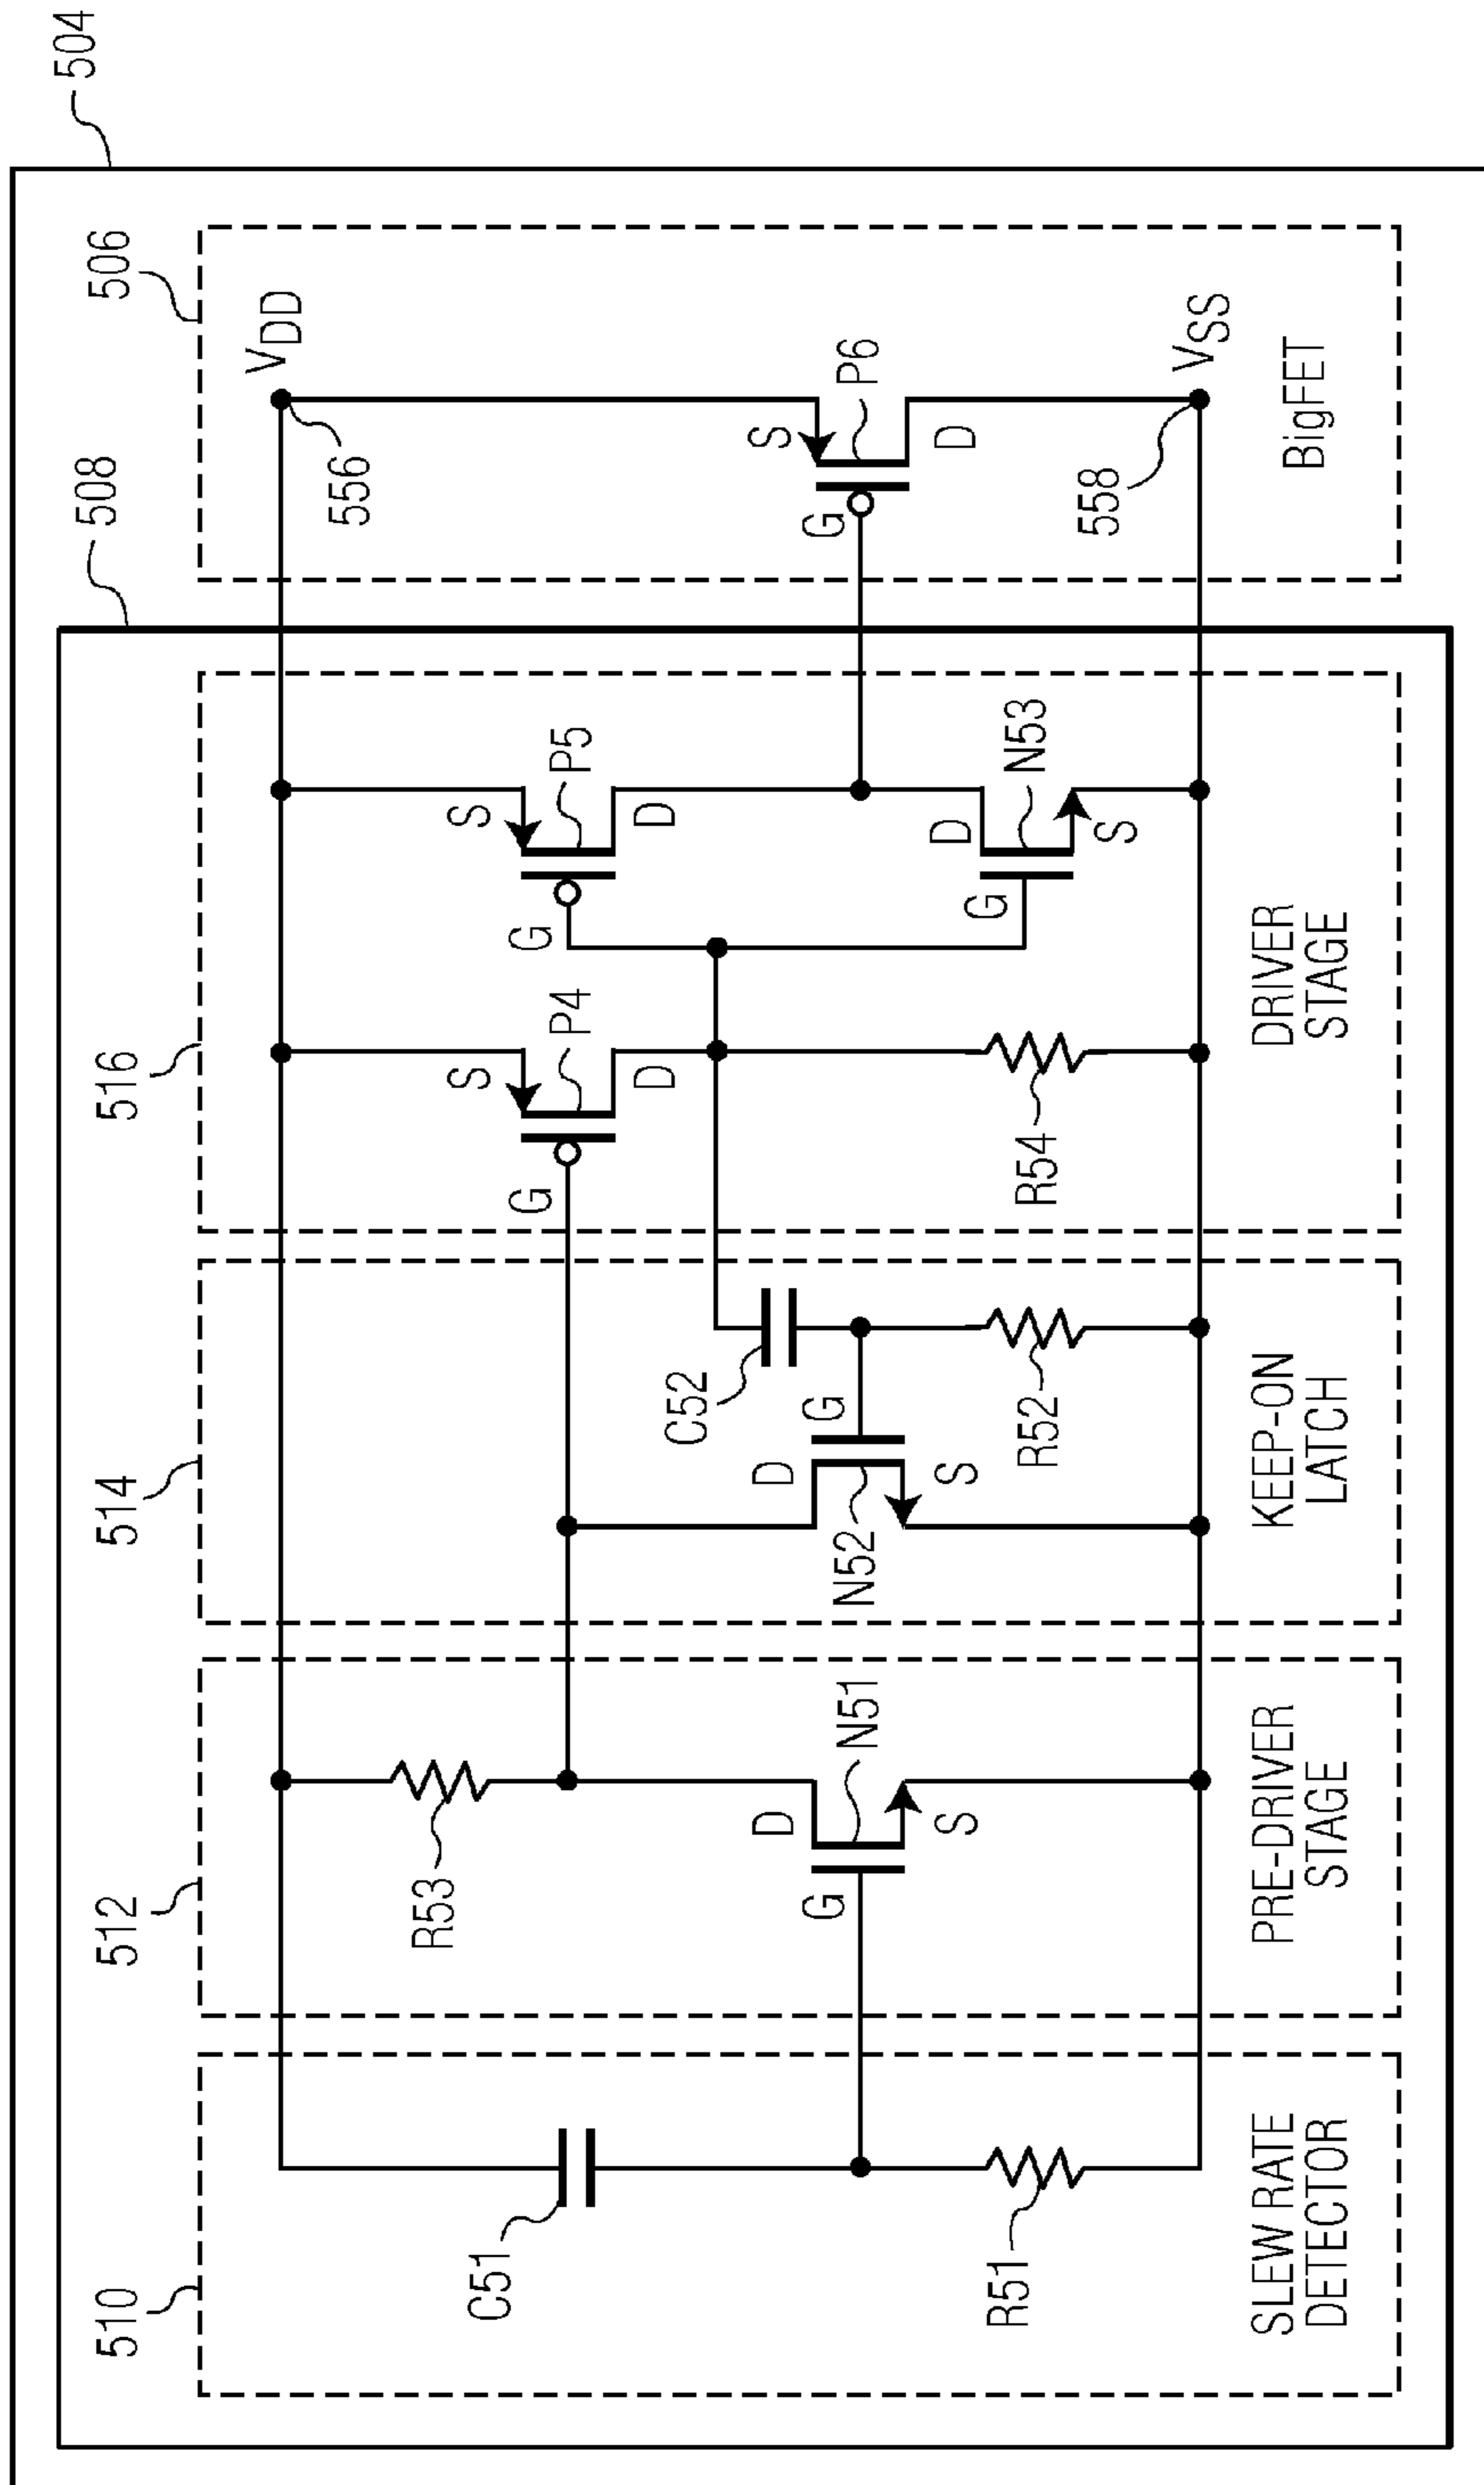 504
508
506
510
512
514
516
VDD
556
C51
R53
G
S
P4
D
G
S
P5
D
G
S
P6
D
R51
G
D
N51
S
D
N52
S
G
C52
R52
R54
G
D
N53
S
558
VSS
SLEW RATE
DETECTOR
PRE-DRIVER
STAGE
KEEP-ON
LATCH
DRIVER
STAGE
BigFET